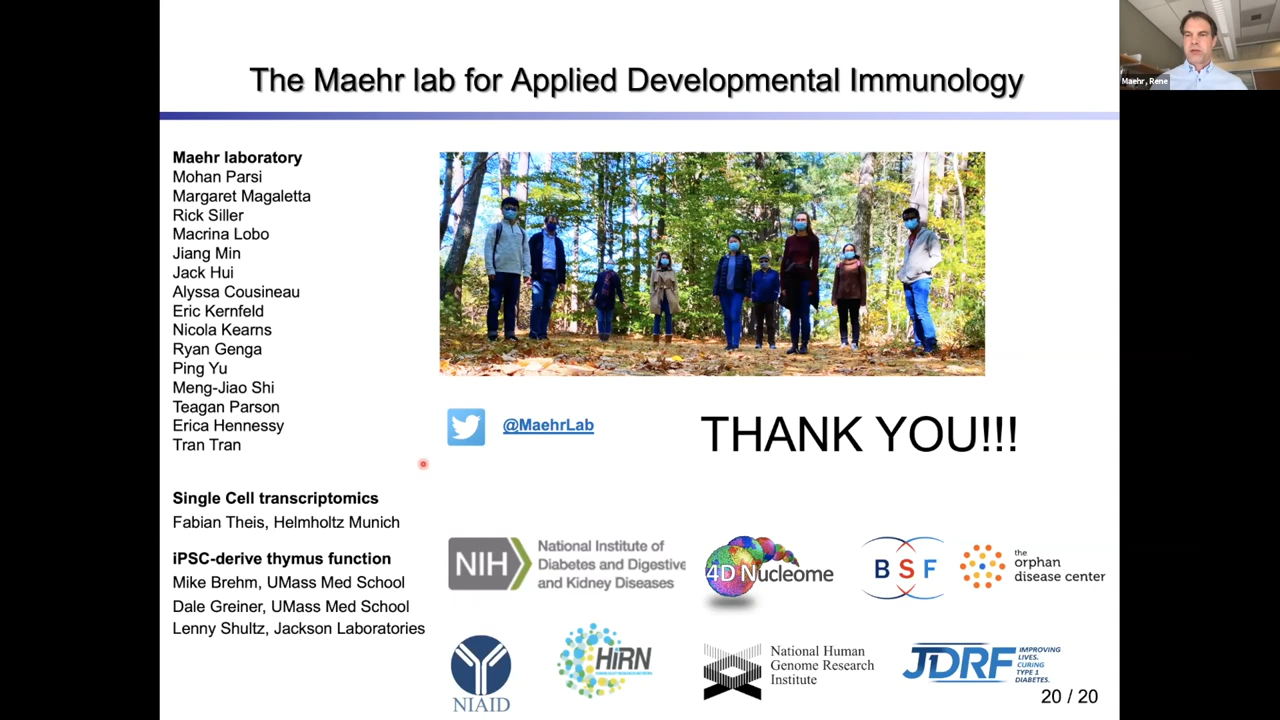 The Maehr lab for Applied Developmental Immunology
Maehr, Rene
Maehr laboratory
Mohan Parsi
Margaret Magaletta
Rick Siller
Macrina Lobo
Jiang Min
Jack Hui
Alyssa Cousineau
Eric Kernfeld
Nicola Kearns
Ryan Genga
Ping Yu
Meng-Jiao Shi
Teagan Parson
Erica Hennessy
Tran Tran
@MaehrLab
THANK YOU!!!
Single Cell transcriptomics
Fabian Theis, Helmholtz Munich
iPSC-derive thymus function
Mike Brehm, UMass Med School
Dale Greiner, UMass Med School
Lenny Shultz, Jackson Laboratories
NIH
National Institute of
Diabetes and Digestive
and Kidney Diseases
4D Nucleome
BSF
the
orphan
disease center
NIAID
HiRN
National Human
Genome Research
Institute
JDRF
IMPROVING
LIVES.
CURING
TYPE 1
DIABETES.
20 / 20